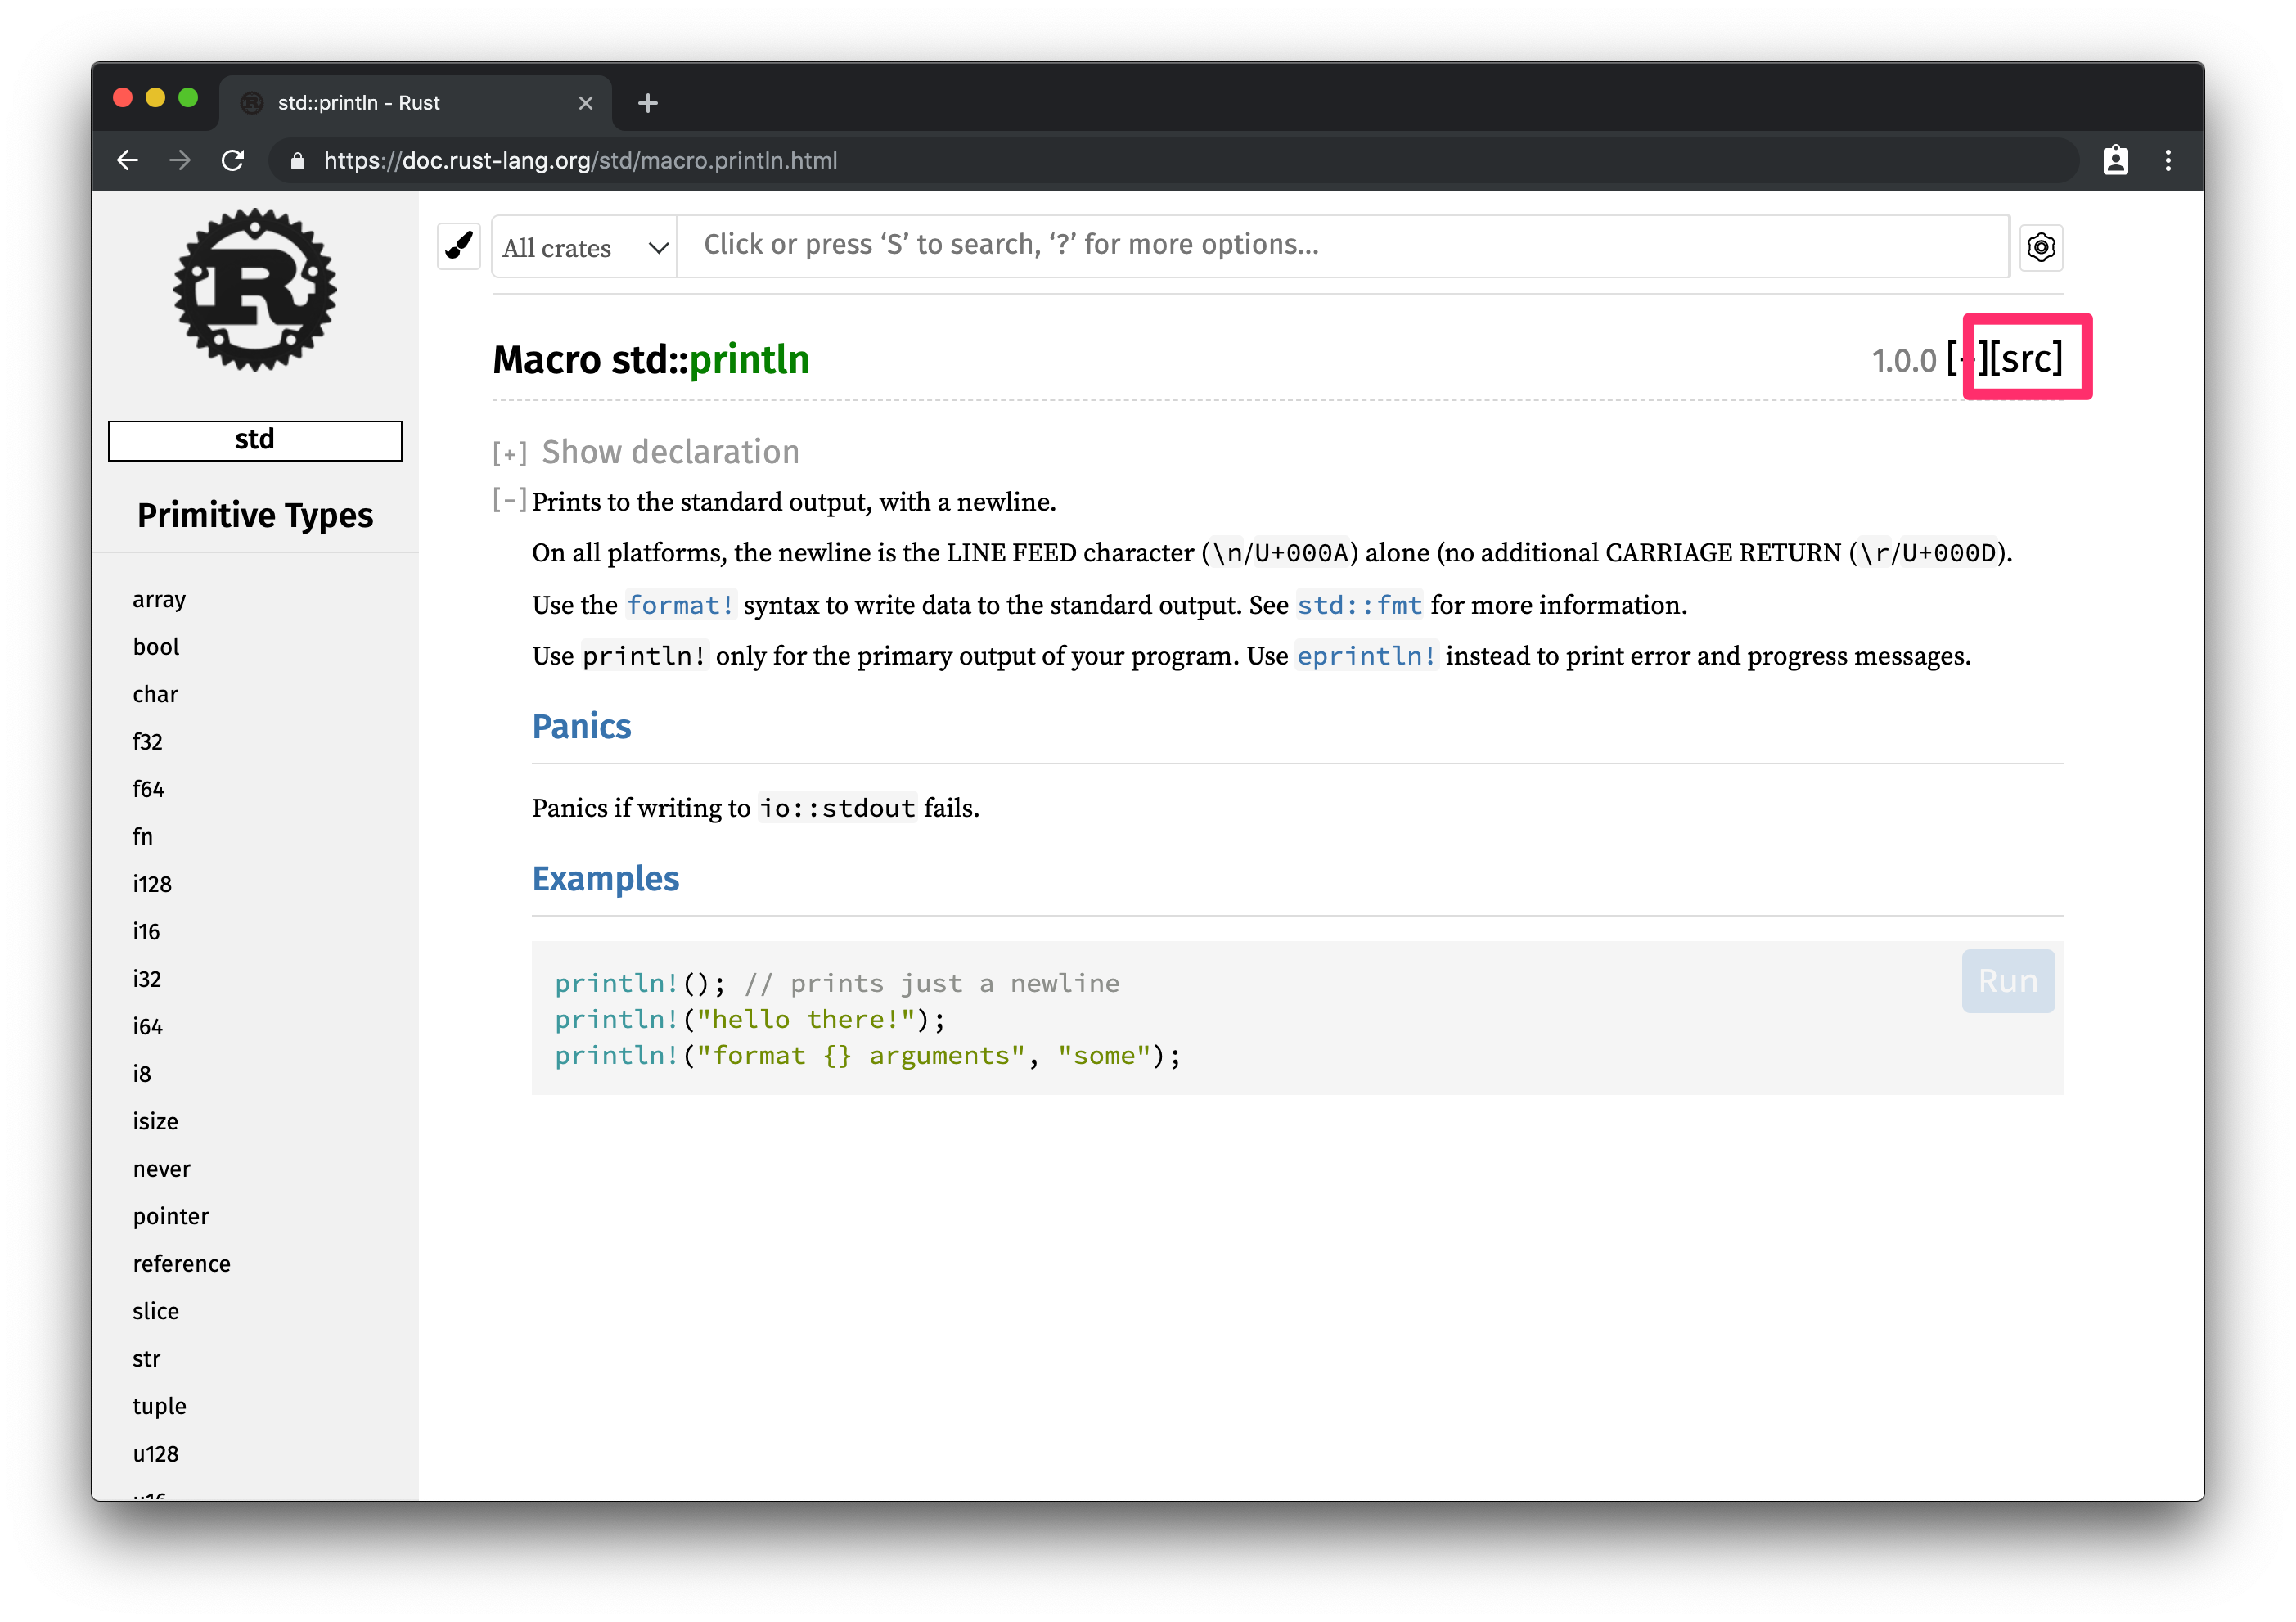 std::println - Rust
https://doc.rust-lang.org/std/macro.println.html
R
std
Primitive Types
array
bool
char
f32
f64
fn
i128
i16
i32
i64
i8
isize
never
pointer
reference
slice
str
tuple
u128
All crates
Click or press ‘S’ to search, ‘?’ for more options…
Macro std::println
1.0.0 [-][src]
[+] Show declaration
[-] Prints to the standard output, with a newline.
On all platforms, the newline is the LINE FEED character (\n/U+000A) alone (no additional CARRIAGE RETURN (\r/U+000D).
Use the format! syntax to write data to the standard output. See std::fmt for more information.
Use println! only for the primary output of your program. Use eprintln! instead to print error and progress messages.
Panics
Panics if writing to io::stdout fails.
Examples
Run
println!(); // prints just a newline
println!("hello there!");
println!("format {} arguments", "some");